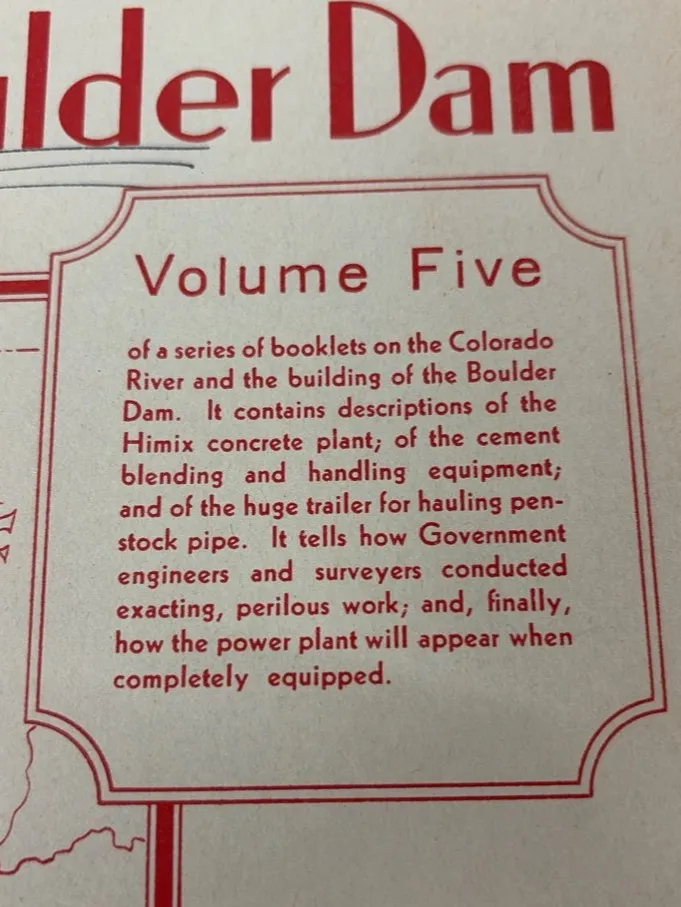 ulder Dam
Volume Five
of a series of booklets on the Colorado
River and the building of the Boulder
Dam. It contains descriptions of the
Himix concrete plant; of the cement
blending and handling equipment;
and of the huge trailer for hauling pen-
stock pipe. It tells how Government
engineers and surveyers conducted
exacting, perilous work; and, finally,
how the power plant will appear when
completely equipped.